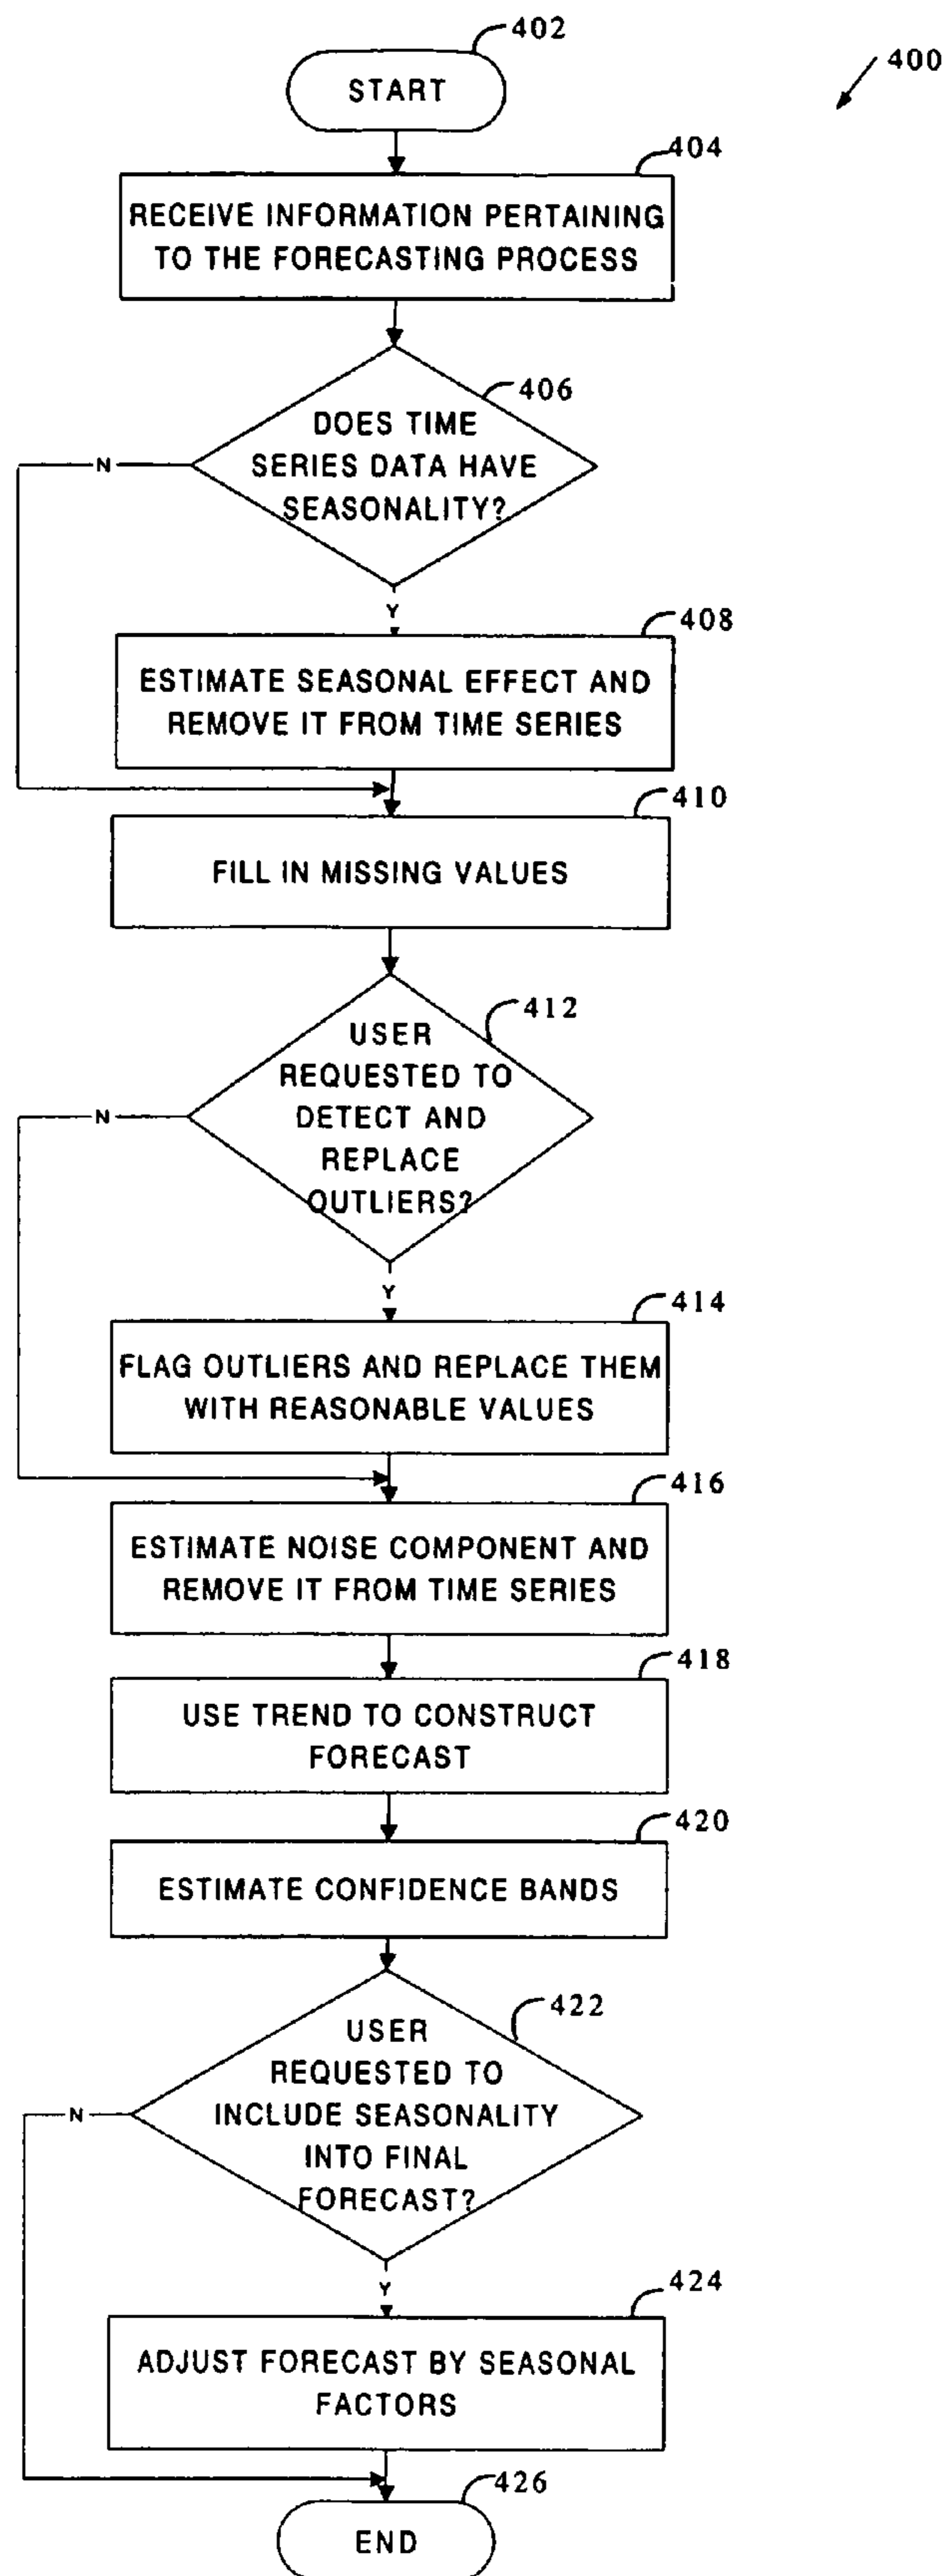 402
400
START
404
RECEIVE INFORMATION PERTAINING
TO THE FORECASTING PROCESS
406
DOES TIME
SERIES DATA HAVE
SEASONALITY?
N
Y
408
ESTIMATE SEASONAL EFFECT AND
REMOVE IT FROM TIME SERIES
410
FILL IN MISSING VALUES
412
USER
REQUESTED TO
DETECT AND
REPLACE
OUTLIERS?
N
Y
414
FLAG OUTLIERS AND REPLACE THEM
WITH REASONABLE VALUES
416
ESTIMATE NOISE COMPONENT AND
REMOVE IT FROM TIME SERIES
418
USE TREND TO CONSTRUCT
FORECAST
420
ESTIMATE CONFIDENCE BANDS
422
USER
REQUESTED TO
INCLUDE SEASONALITY
INTO FINAL
FORECAST?
N
Y
424
ADJUST FORECAST BY SEASONAL
FACTORS
426
END